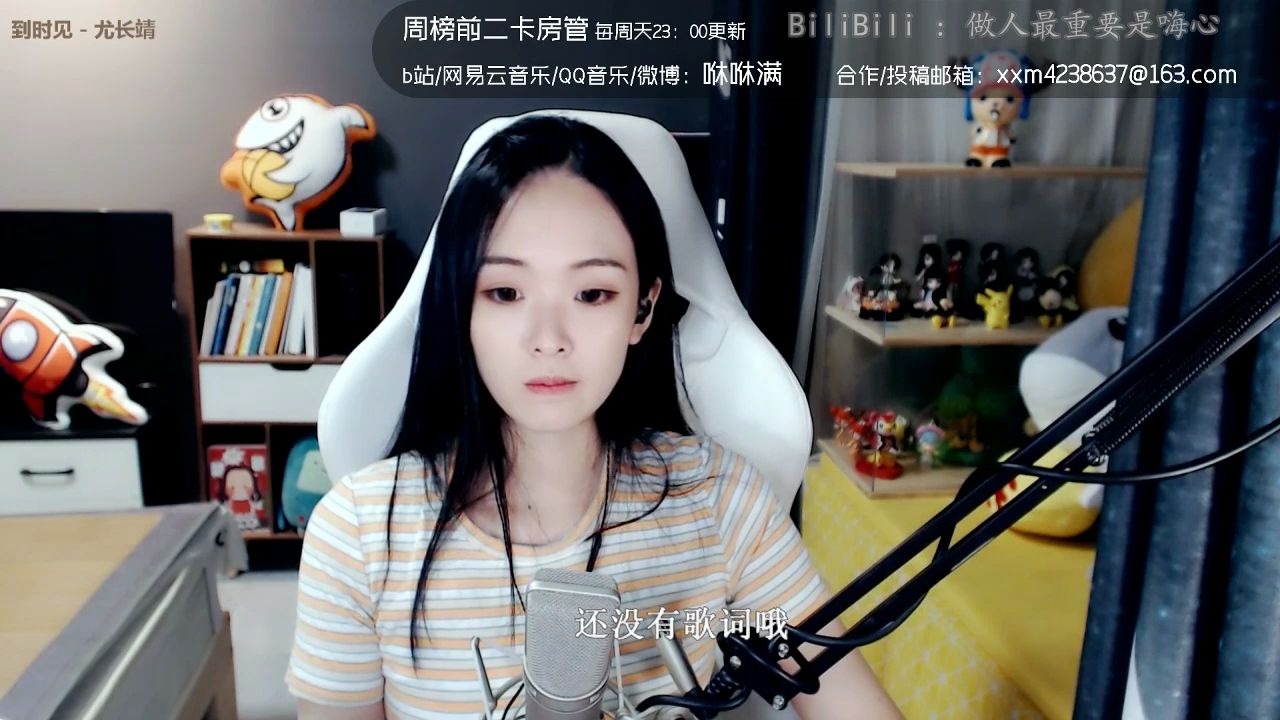 到时见 - 尤长靖
周榜前二卡房管 每周天23：00更新
BiliBili ：做人最重要是嗨心
b站/网易云音乐/QQ音乐/微博：咻咻满
合作/投稿邮箱：xxm4238637@163.com
还没有歌词哦